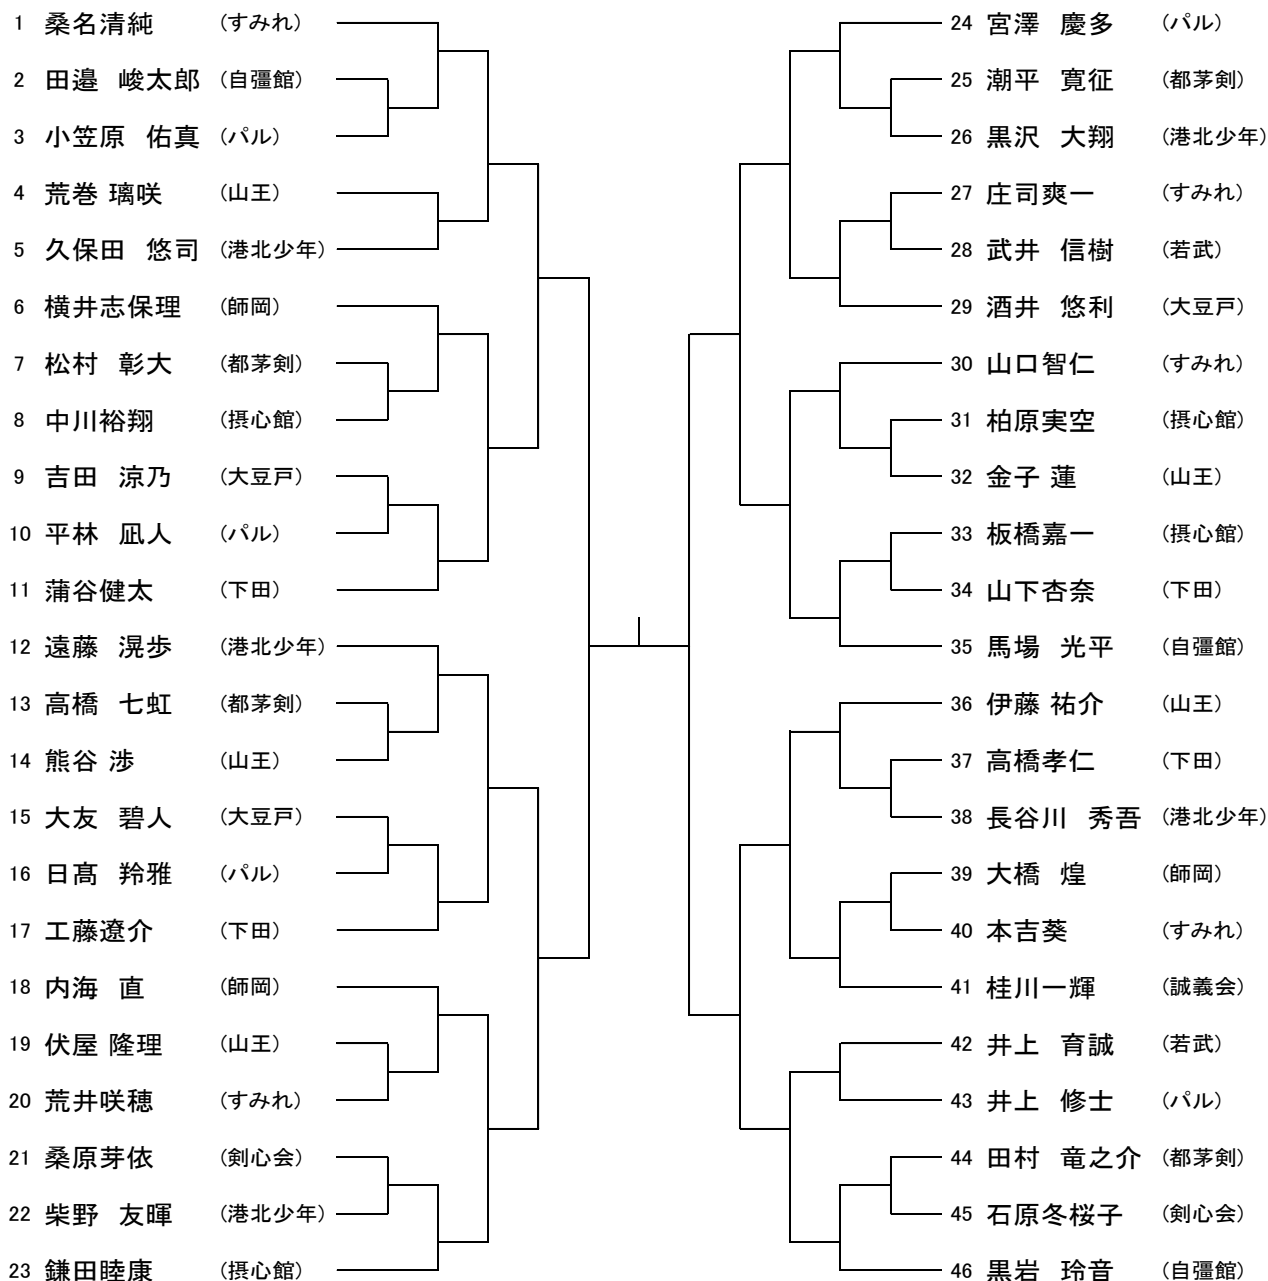 1 桑名清純 (すみれ)
2 田邉 峻太郎 (自彊館)
3 小笠原 佑真 (パル)
4 荒巻 璃咲 (山王)
5 久保田 悠司 (港北少年)
6 横井志保理 (師岡)
7 松村 彰大 (都茅剣)
8 中川裕翔 (摂心館)
9 吉田 涼乃 (大豆戸)
10 平林 凪人 (パル)
11 蒲谷健太 (下田)
12 遠藤 滉歩 (港北少年)
13 高橋 七虹 (都茅剣)
14 熊谷 渉 (山王)
15 大友 碧人 (大豆戸)
16 日髙 羚雅 (パル)
17 工藤遼介 (下田)
18 内海 直 (師岡)
19 伏屋 隆理 (山王)
20 荒井咲穂 (すみれ)
21 桑原芽依 (剣心会)
22 柴野 友暉 (港北少年)
23 鎌田睦康 (摂心館)
24 宮澤 慶多 (パル)
25 潮平 寛征 (都茅剣)
26 黒沢 大翔 (港北少年)
27 庄司爽一 (すみれ)
28 武井 信樹 (若武)
29 酒井 悠利 (大豆戸)
30 山口智仁 (すみれ)
31 柏原実空 (摂心館)
32 金子 蓮 (山王)
33 板橋嘉一 (摂心館)
34 山下杏奈 (下田)
35 馬場 光平 (自彊館)
36 伊藤 祐介 (山王)
37 高橋孝仁 (下田)
38 長谷川 秀吾 (港北少年)
39 大橋 煌 (師岡)
40 本吉葵 (すみれ)
41 桂川一輝 (誠義会)
42 井上 育誠 (若武)
43 井上 修士 (パル)
44 田村 竜之介 (都茅剣)
45 石原冬桜子 (剣心会)
46 黒岩 玲音 (自彊館)